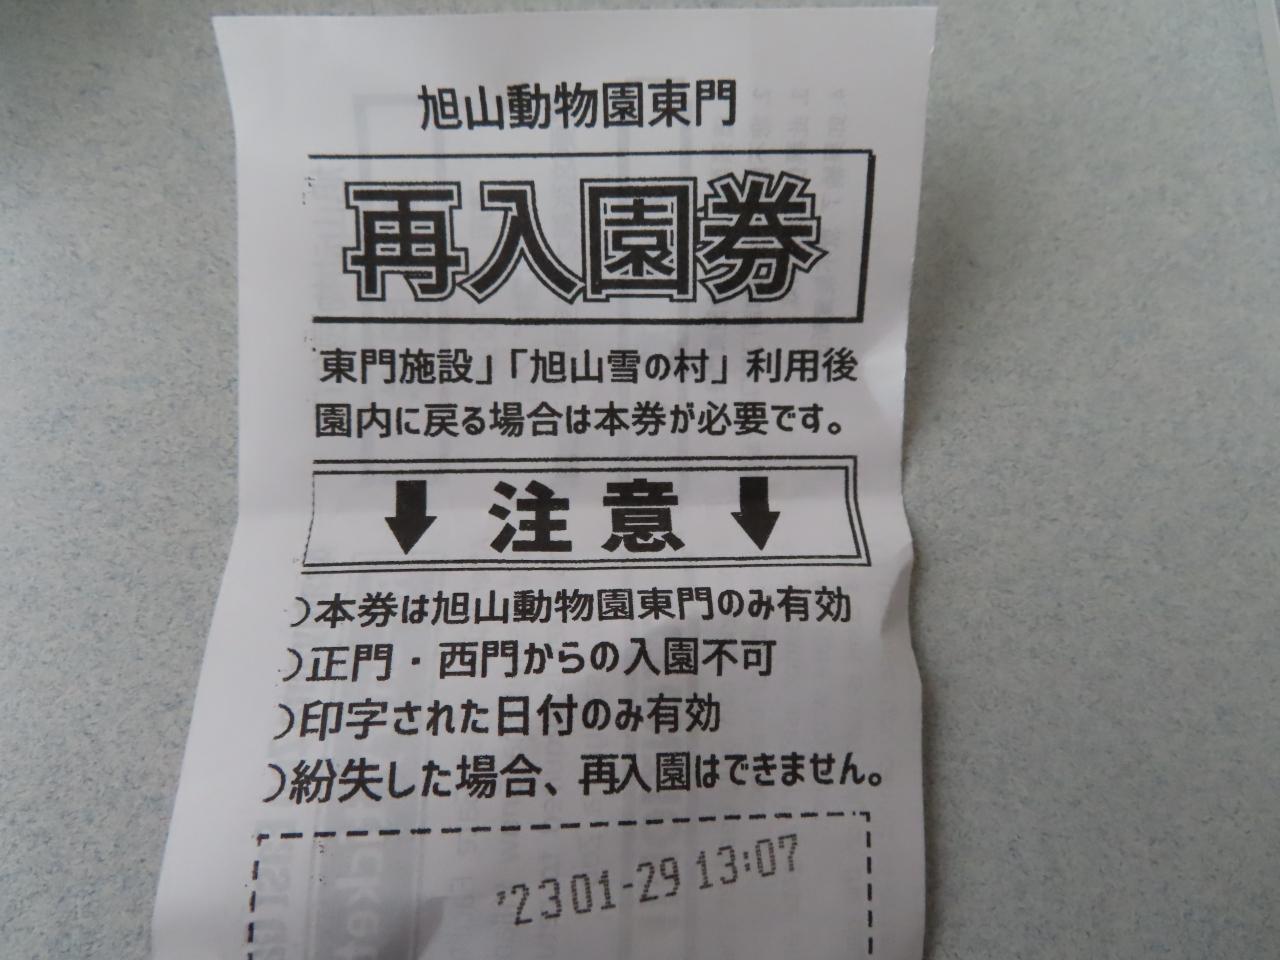 旭山動物園東門
再入園券
東門施設」「旭山雪の村」利用後
園内に戻る場合は本券が必要です。
⬇ 注意 ⬇
)本券は旭山動物園東門のみ有効
)正門・西門からの入園不可
)印字された日付のみ有効
)紛失した場合、再入園はできません。
'23 01-29 13:07